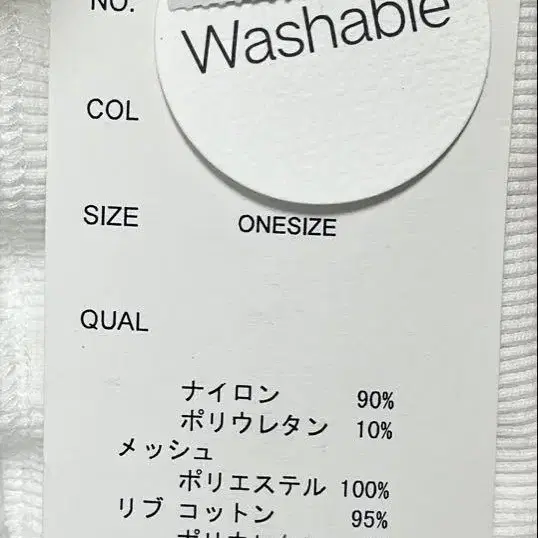 NO.
Washable
COL
SIZE ONESIZE
QUAL
ナイロン 90%
ポリウレタン 10%
メッシュ
ポリエステル 100%
リブ コットン 95%